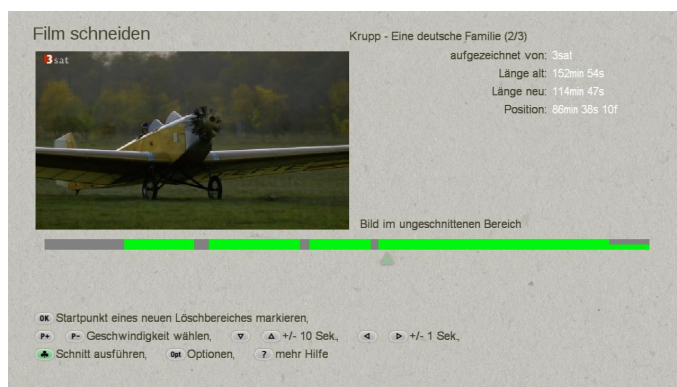 Film schneiden
Krupp - Eine deutsche Familie (2/3)
3sat
aufgezeichnet von: 3sat
Länge alt: 152min 54s
Länge neu: 114min 47s
Position: 86min 38s 10f
Bild im ungeschnittenen Bereich
OK Startpunkt eines neuen Löschbereiches markieren,
P+ P- Geschwindigkeit wählen, ▽ △ +/- 10 Sek., ◁ ▷ +/- 1 Sek.,
♣ Schnitt ausführen, Opt Optionen, ? mehr Hilfe